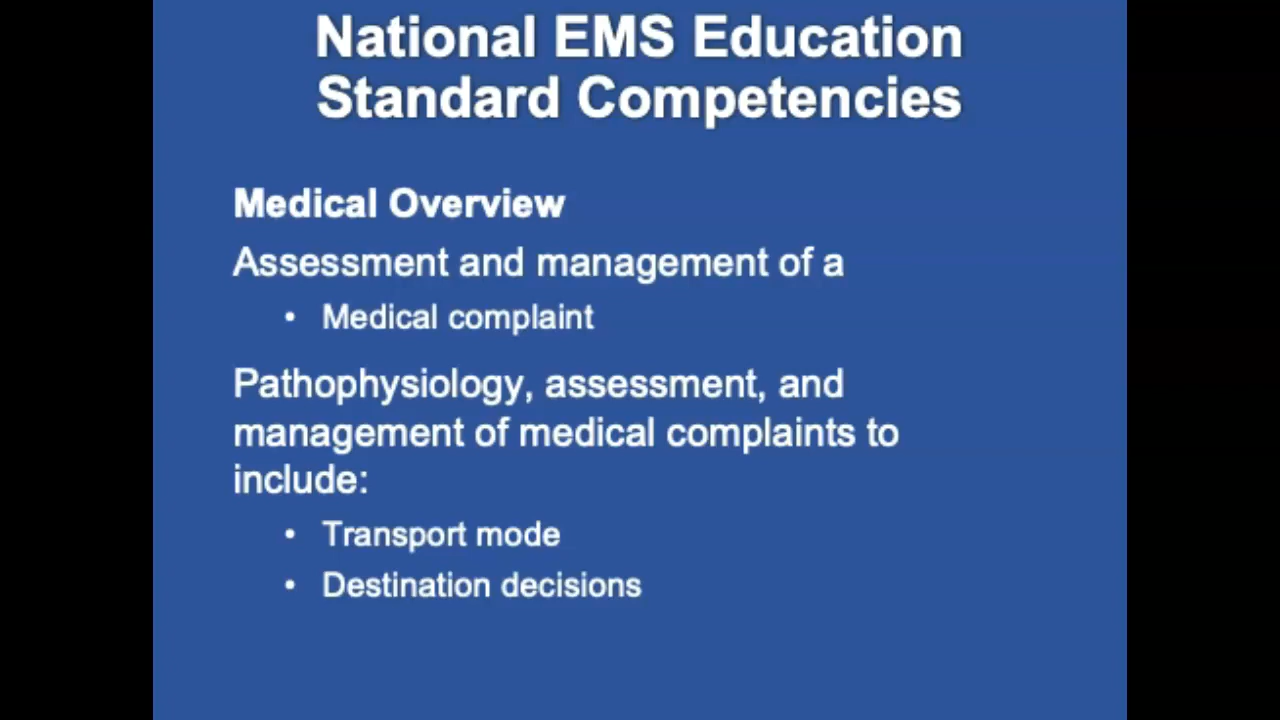 National EMS Education
Standard Competencies
Medical Overview
Assessment and management of a
• Medical complaint
Pathophysiology, assessment, and
management of medical complaints to
include:
• Transport mode
• Destination decisions